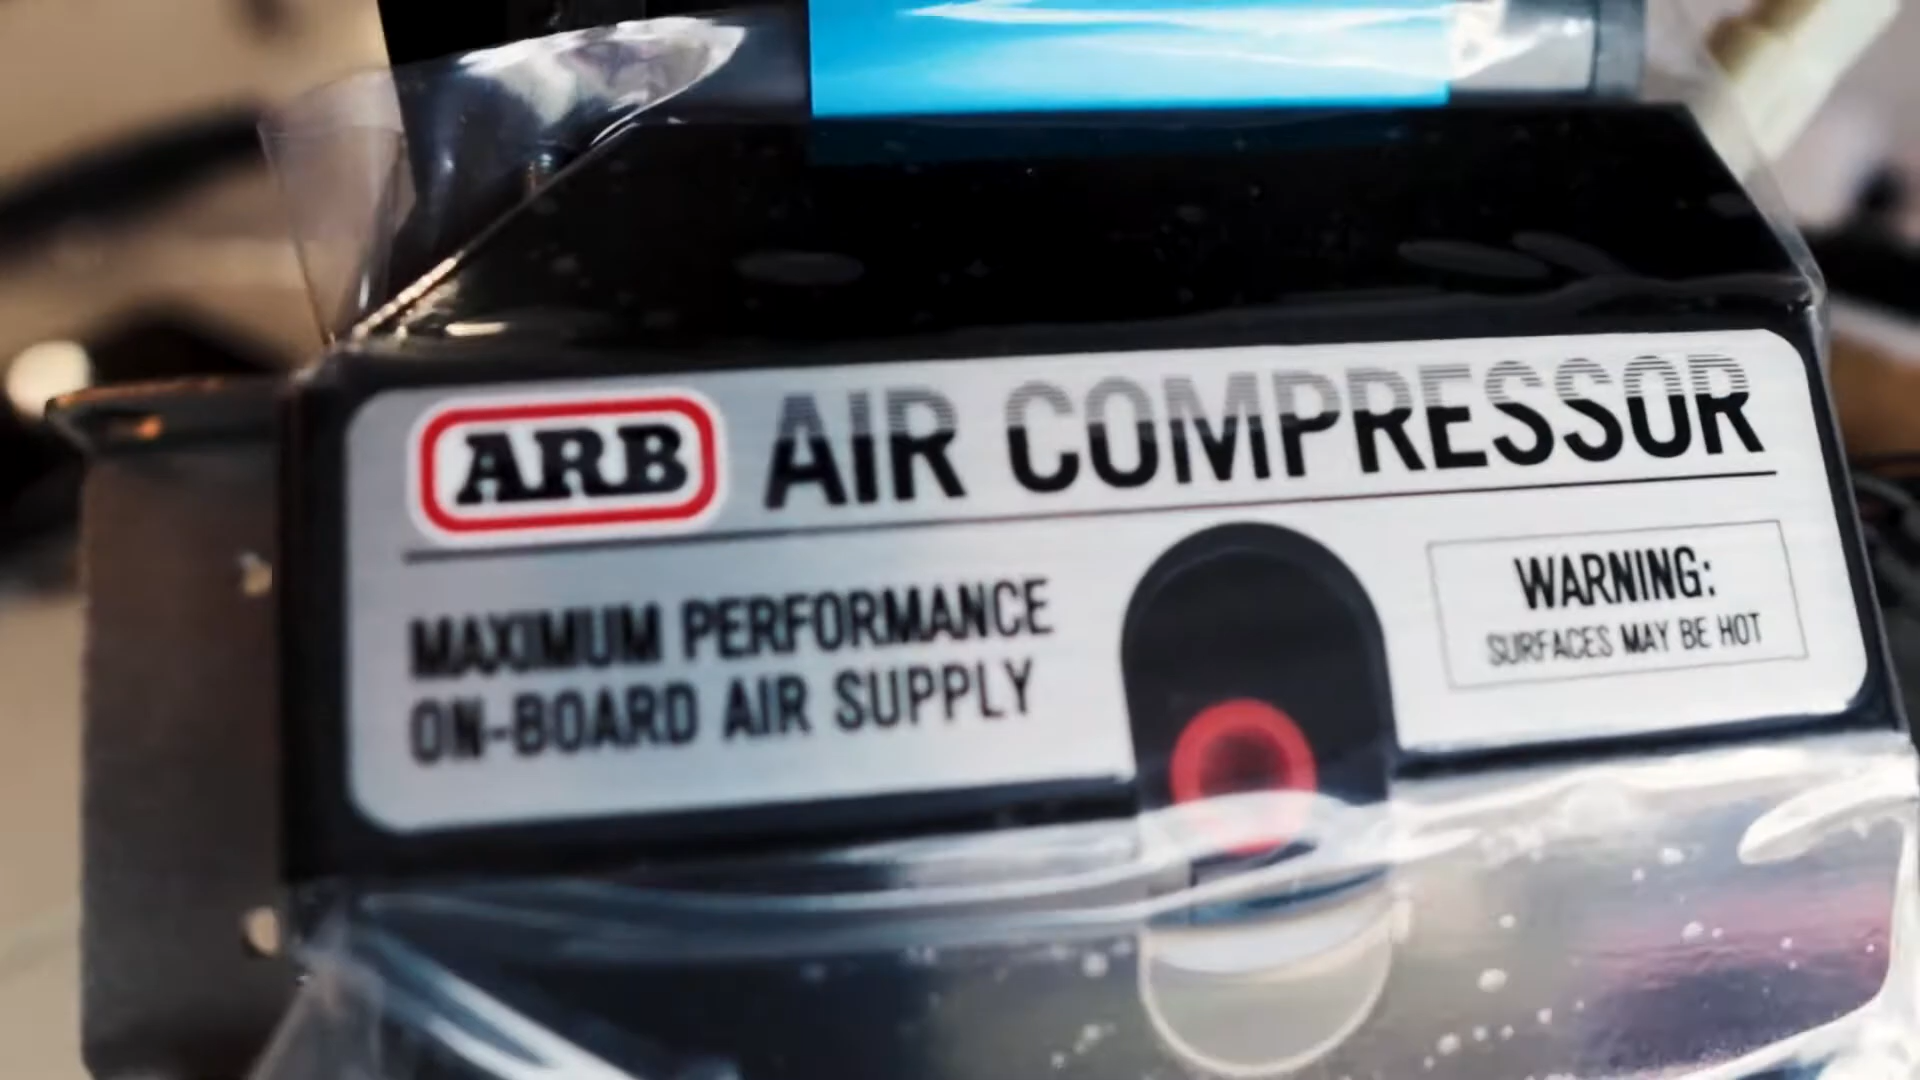 ARB AIR COMPRESSOR
MAXIMUM PERFORMANCE
ON-BOARD AIR SUPPLY
WARNING:
SURFACES MAY BE HOT